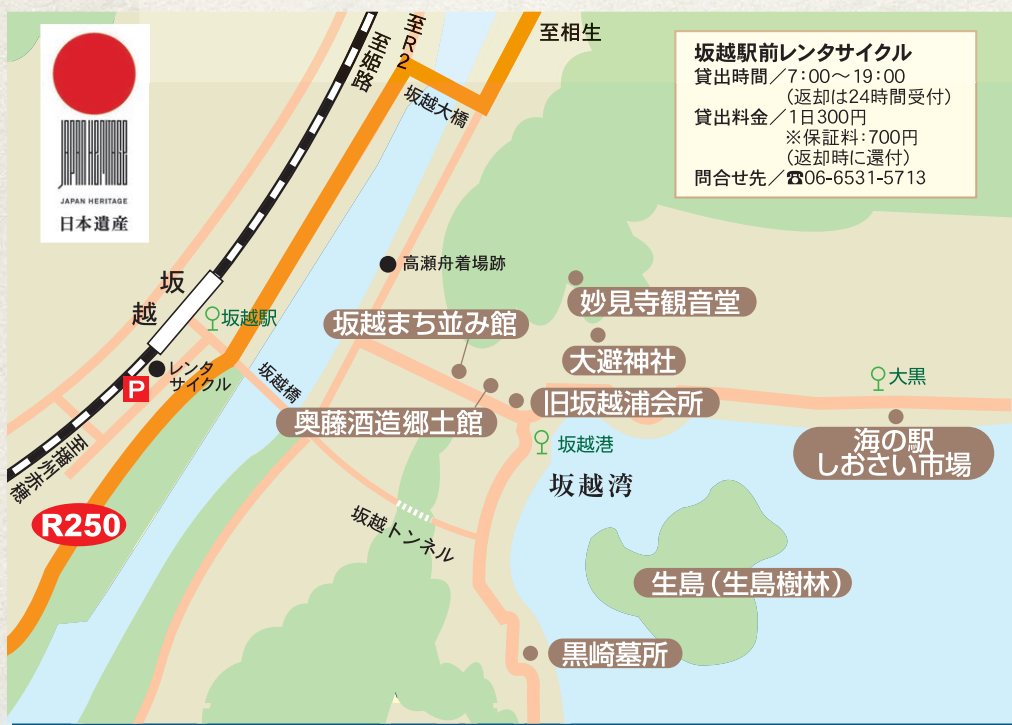 JAPAN HERITAGE
JAPAN HERITAGE
日本遺産
至姫路
至R2
至相生
坂越大橋
坂越駅前レンタサイクル
貸出時間／7:00〜19:00
(返却は24時間受付)
貸出料金／1日300円
※保証料:700円
(返却時に還付)
問合せ先／☎06-6531-5713
高瀬舟着場跡
坂越
坂越駅
妙見寺観音堂
坂越まち並み館
大避神社
レンタ
サイクル
P
坂越橋
大黒
旧坂越浦会所
奥藤酒造郷土館
坂越港
海の駅
しおさい市場
至播州赤穂
坂越湾
R250
坂越トンネル
生島(生島樹林)
黒崎墓所